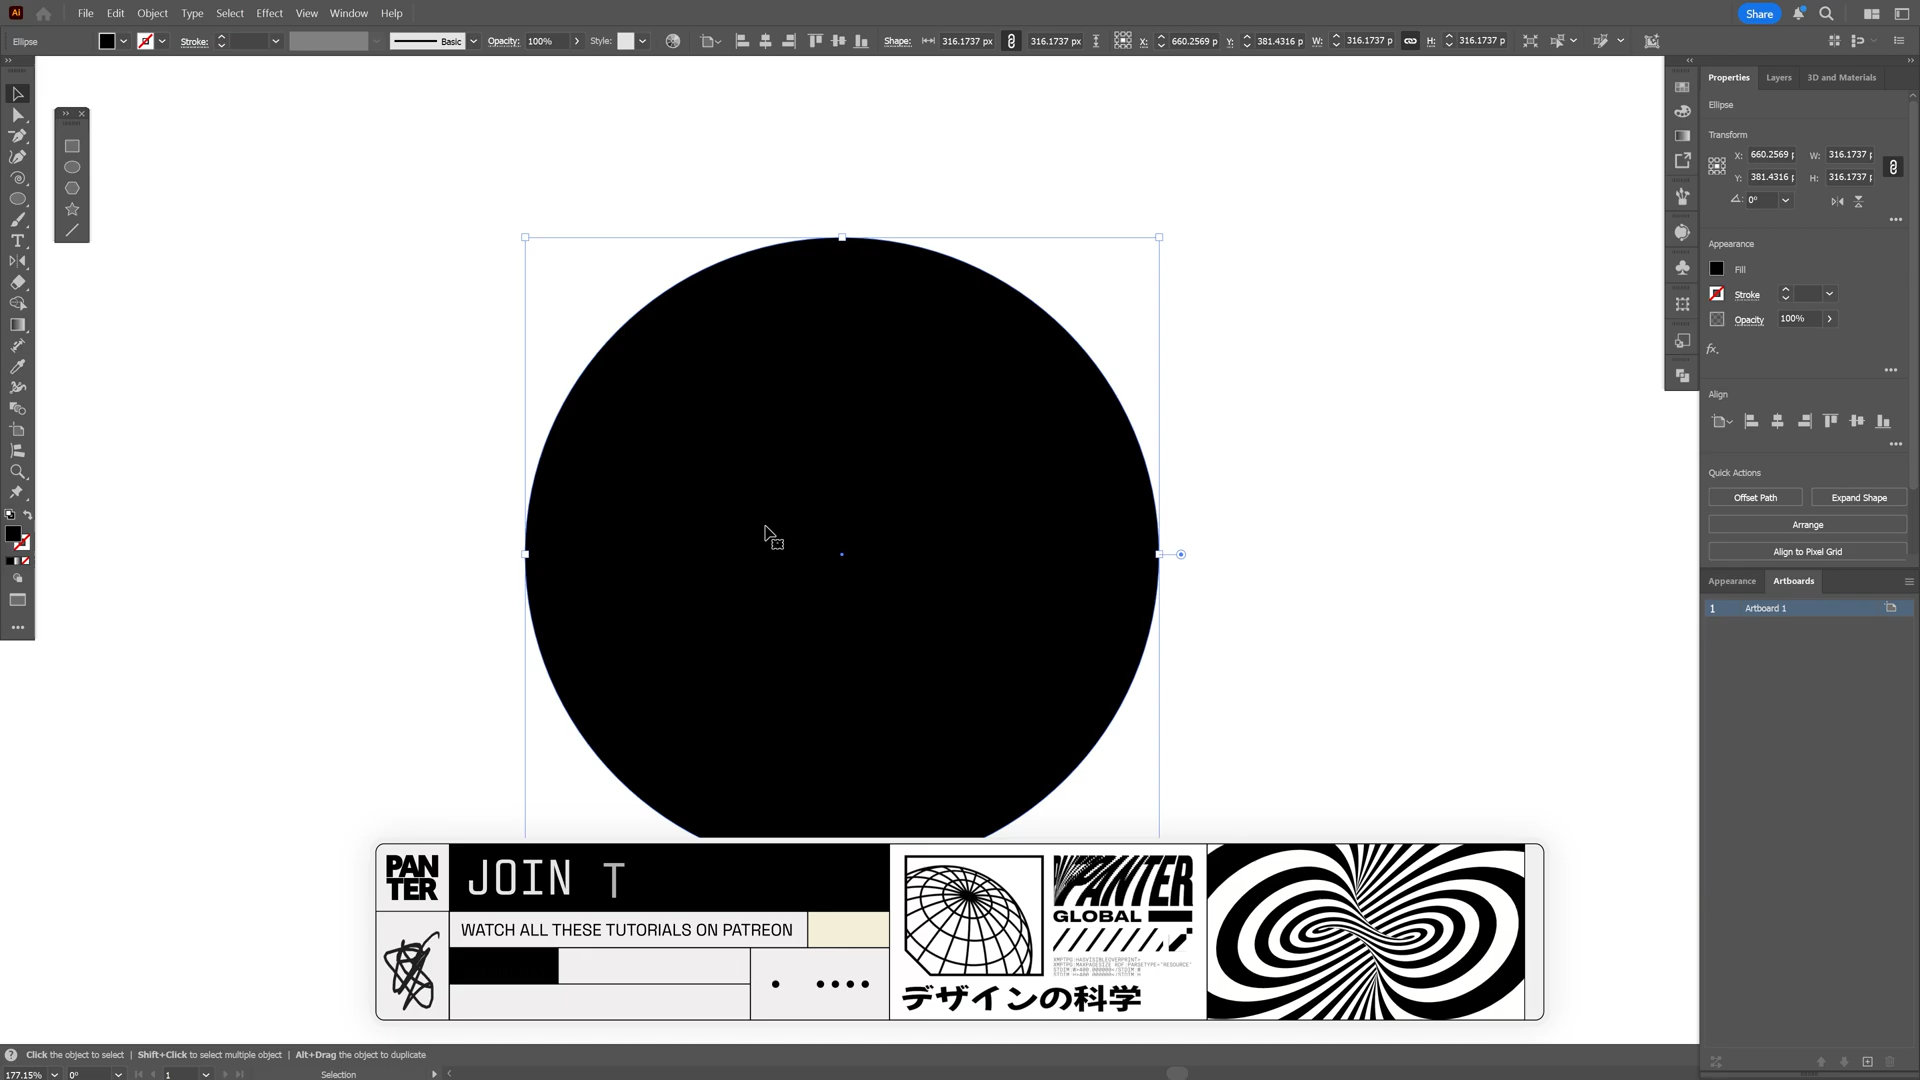 Ai File Edit Object Type Select Effect View Window Help Share
Ellipse Stroke: Basic Opacity: 100% Style: Shape: 316.1737 px 316.1737 px X: 660.2569 p Y: 381.4316 p W: 316.1737 p H: 316.1737 p
Properties Layers 3D and Materials
Ellipse
Transform
X: 660.2569 W: 316.1737
Y: 381.4316 H: 316.1737
0°
Appearance
Fill
Stroke
Opacity 100%
fx.
Align
Quick Actions
Offset Path Expand Shape
Arrange
Align to Pixel Grid
Appearance Artboards
1 Artboard 1
PAN
TER
JOIN T
WATCH ALL THESE TUTORIALS ON PATREON
PANTER
GLOBAL
XMPTPG:HASVISIBLEOVERPRINT>
デザインの科学
Click the object to select | Shift+Click to select multiple object | Alt+Drag the object to duplicate
177.15% 0° 1 Selection